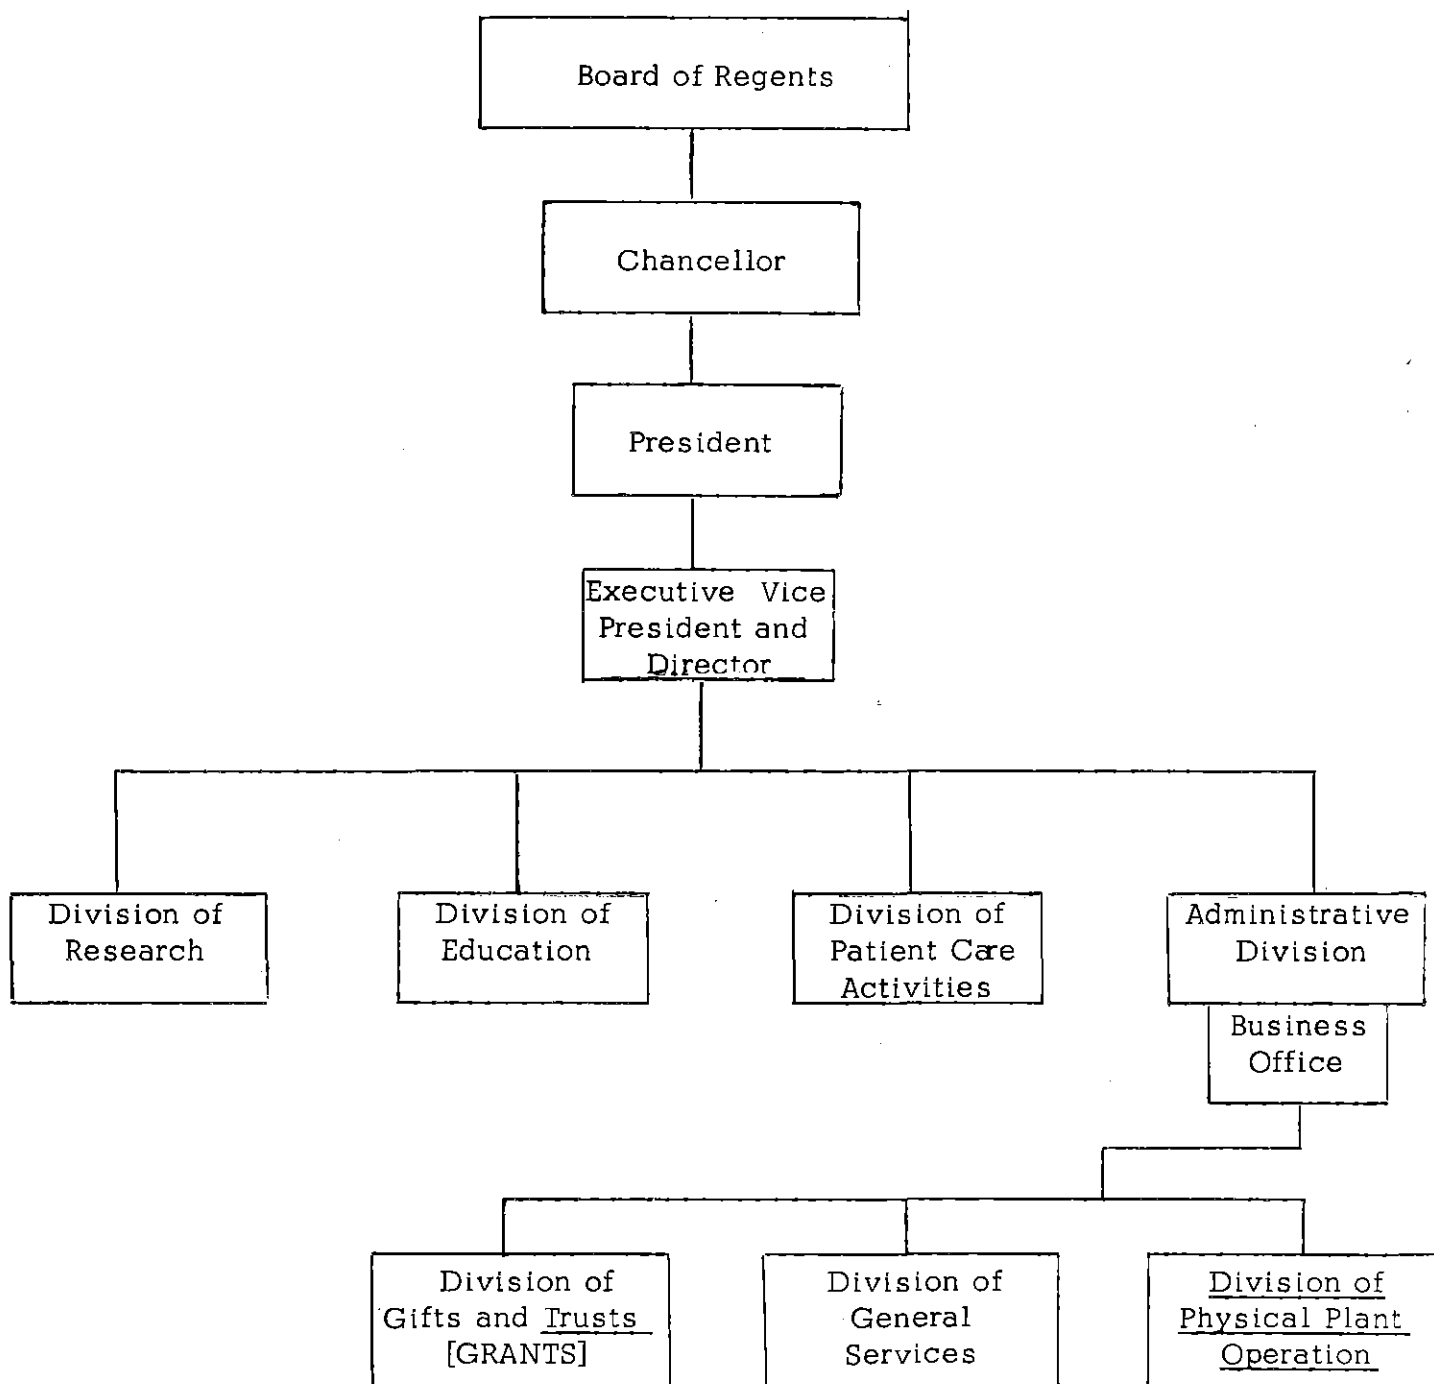 Board of Regents
Chancellor
President
Executive Vice
President and
Director
Division of
Research
Division of
Education
Division of
Patient Care
Activities
Administrative
Division
Business
Office
Division of
Gifts and Trusts
[GRANTS]
Division of
General
Services
Division of
Physical Plant
Operation